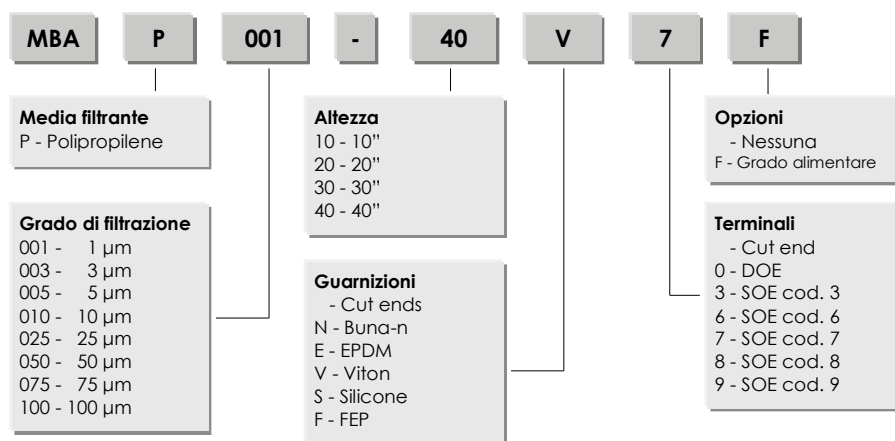 MBA P 001 - 40 V 7 F
Media filtrante
P - Polipropilene
Grado di filtrazione
001 - 1 µm
003 - 3 µm
005 - 5 µm
010 - 10 µm
025 - 25 µm
050 - 50 µm
075 - 75 µm
100 - 100 µm
Altezza
10 - 10”
20 - 20”
30 - 30”
40 - 40”
Guarnizioni
- Cut ends
N - Buna-n
E - EPDM
V - Viton
S - Silicone
F - FEP
Opzioni
- Nessuna
F - Grado alimentare
Terminali
- Cut end
0 - DOE
3 - SOE cod. 3
6 - SOE cod. 6
7 - SOE cod. 7
8 - SOE cod. 8
9 - SOE cod. 9